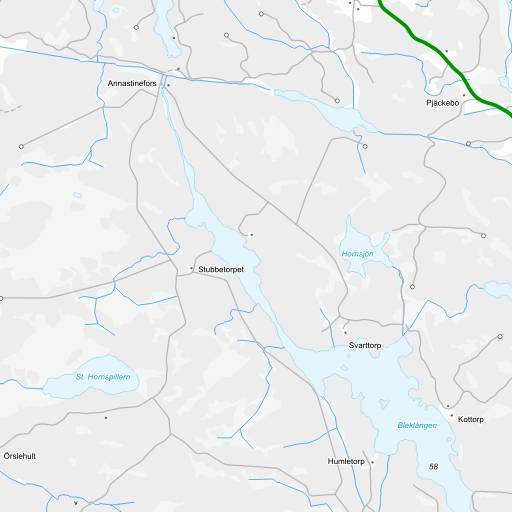 Annastinefors
Pjäckebo
Hornsjön
Stubbetorpet
Svarttorp
St. Hornspillern
Kottorp
Bleklängen
Örslehult
Humletorp
58